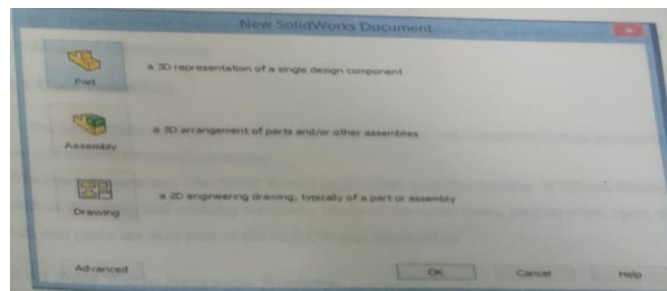 New SolidWorks Document
Part
a 3D representation of a single design component
Assembly
a 3D arrangement of parts and/or other assemblies
Drawing
a 2D engineering drawing, typically of a part or assembly
Advanced
OK
Cancel
Help